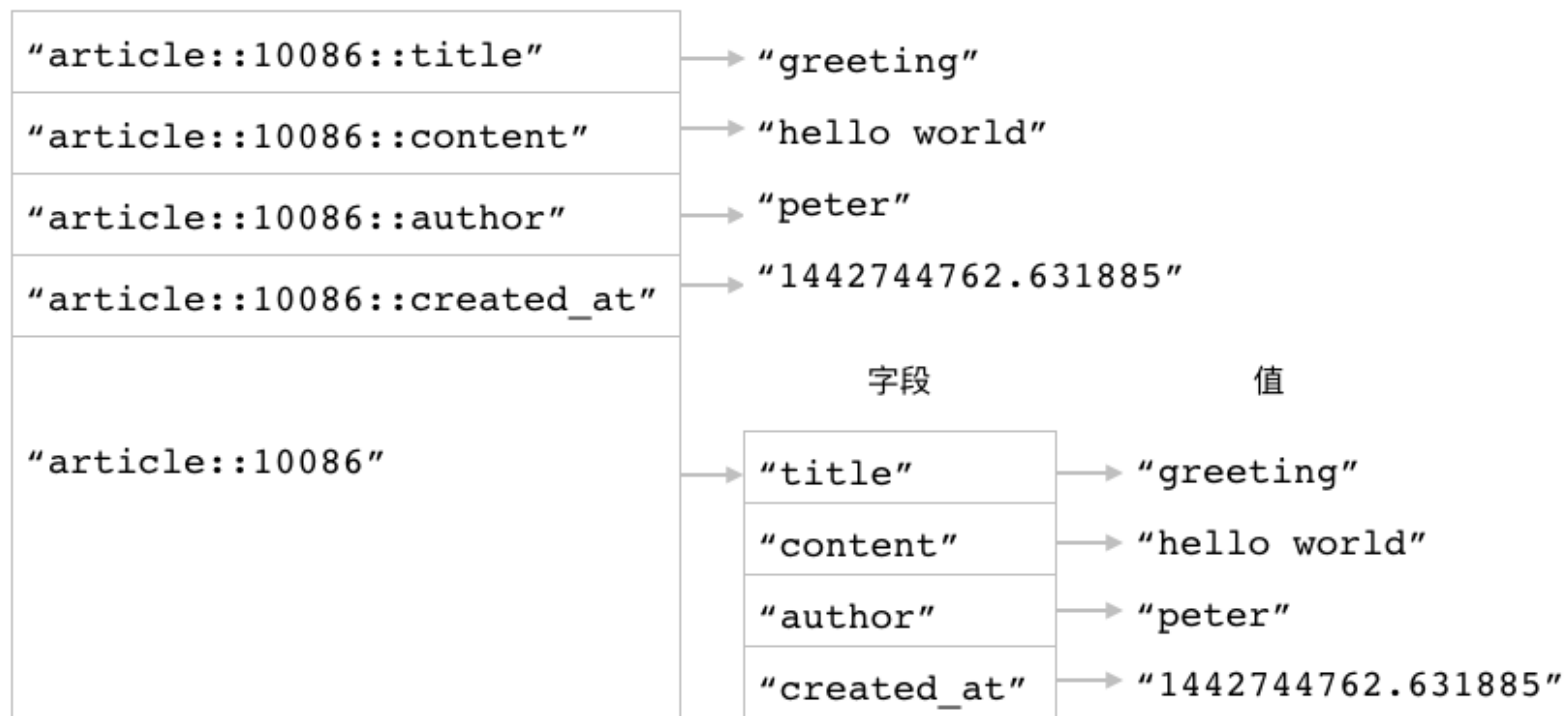 “article::10086::title” “greeting”
“article::10086::content” “hello world”
“article::10086::author” “peter”
“article::10086::created_at” “1442744762.631885”
字段 值
“article::10086” “title” “greeting”
“content” “hello world”
“author” “peter”
“created_at” “1442744762.631885”